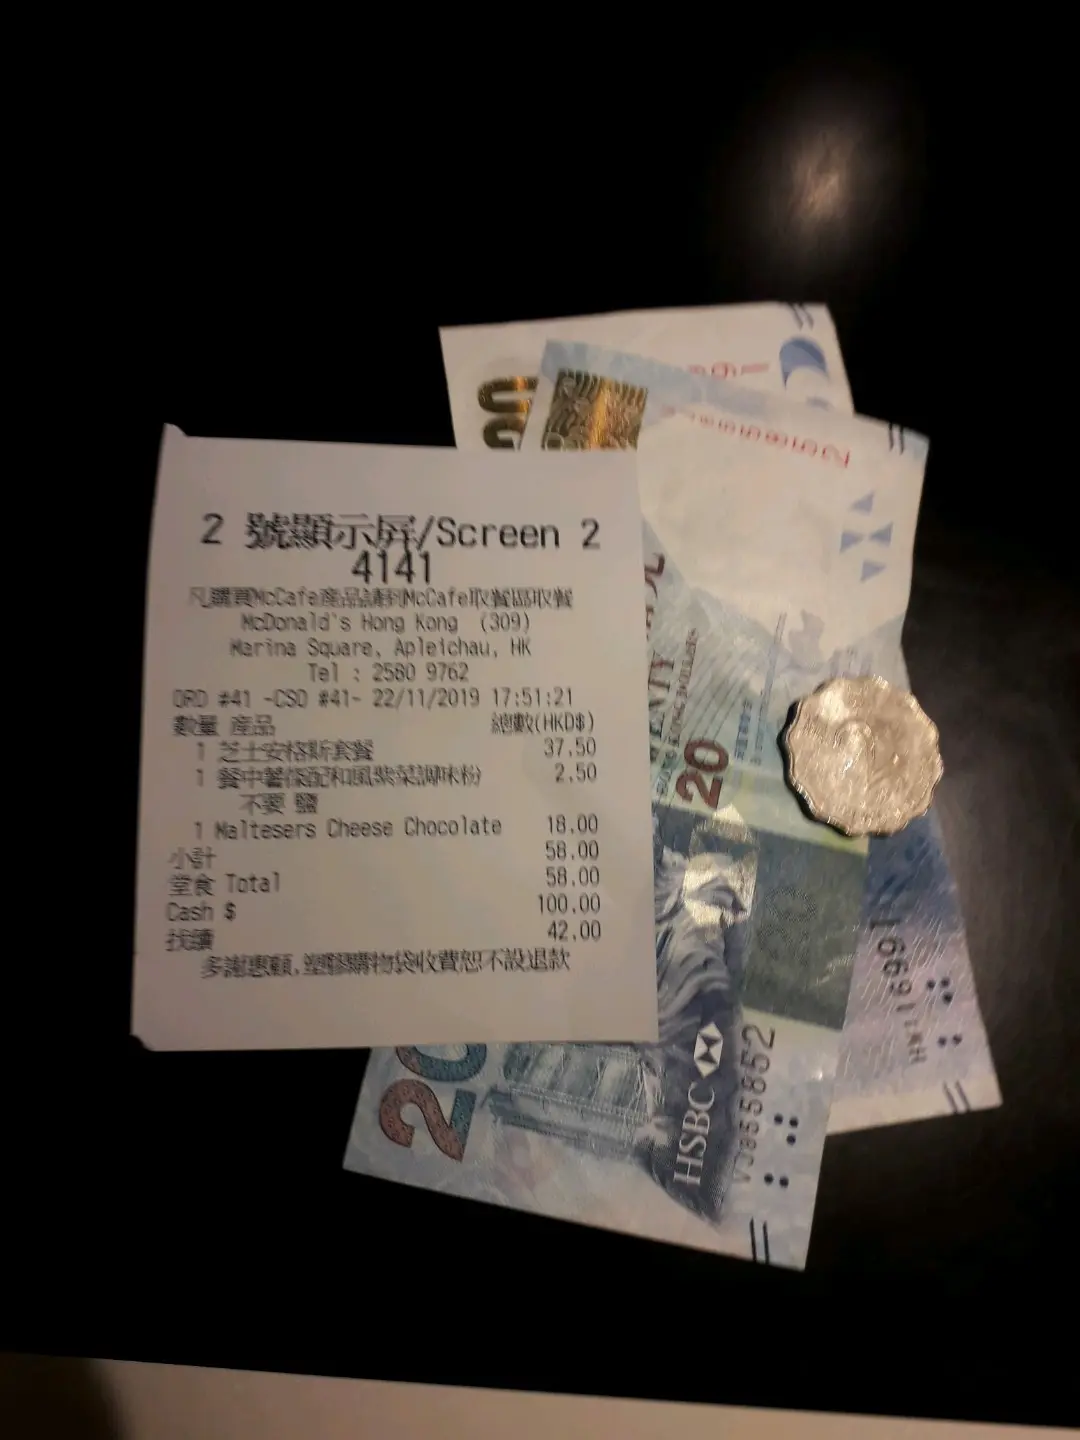 2 號顯示屏/Screen 2
4141
凡購買McCafe產品請到McCafe取餐區取餐
McDonald's Hong Kong (309)
Marina Square, Apleichau, HK
Tel : 2580 9762
ORD #41 -CSO #41- 22/11/2019 17:51:21
數量 產品 總數(HKD$)
1 芝士安格斯套餐 37.50
1 餐中薯條配和風紫菜調味粉 2.50
不要 鹽
1 Maltesers Cheese Chocolate 18.00
小計 58.00
堂食 Total 58.00
Cash $ 100.00
找續 42.00
多謝惠顧,塑膠購物袋收費恕不設退款
20
HONG KONG DOLLARS
20
HSBC
VJ855852